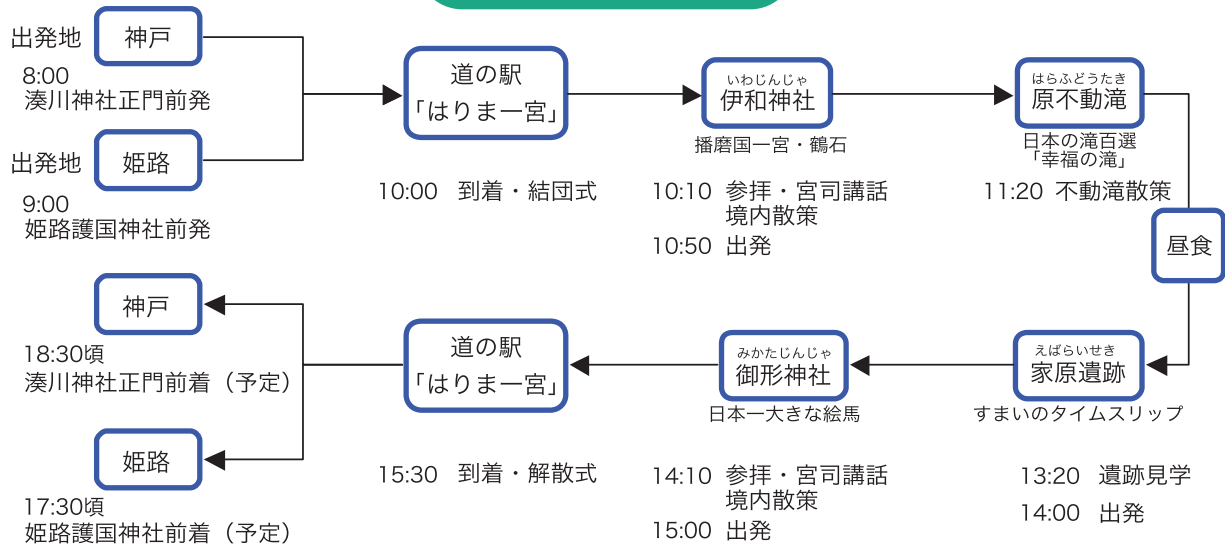 出発地
神戸
8:00
湊川神社正門前発
出発地
姫路
9:00
姫路護国神社前発
道の駅
「はりま一宮」
10:00 到着・結団式
いわじんじゃ
伊和神社
播磨国一宮・鶴石
10:10 参拝・宮司講話
境内散策
10:50 出発
はらふどうたき
原不動滝
日本の滝百選
「幸福の滝」
11:20 不動滝散策
昼食
えばらいせき
家原遺跡
すまいのタイムスリップ
13:20 遺跡見学
14:00 出発
みかたじんじゃ
御形神社
日本一大きな絵馬
14:10 参拝・宮司講話
境内散策
15:00 出発
道の駅
「はりま一宮」
15:30 到着・解散式
神戸
18:30頃
湊川神社正門前着（予定）
姫路
17:30頃
姫路護国神社前着（予定）